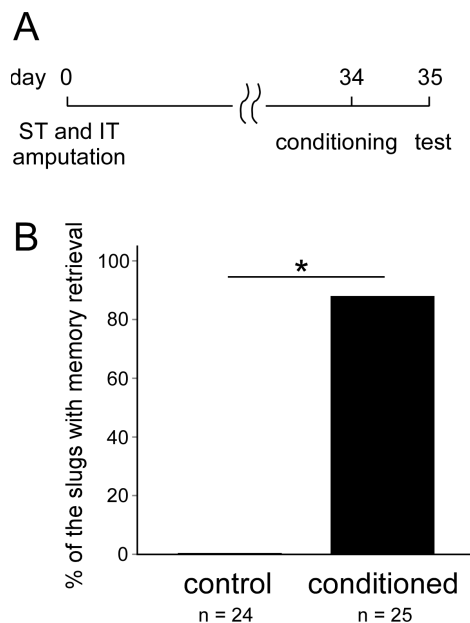 A
day 0 34 35
ST and IT
amputation
conditioning test
B
% of the slugs with memory retrieval
100
80
60
40
20
0
*
control conditioned
n = 24 n = 25